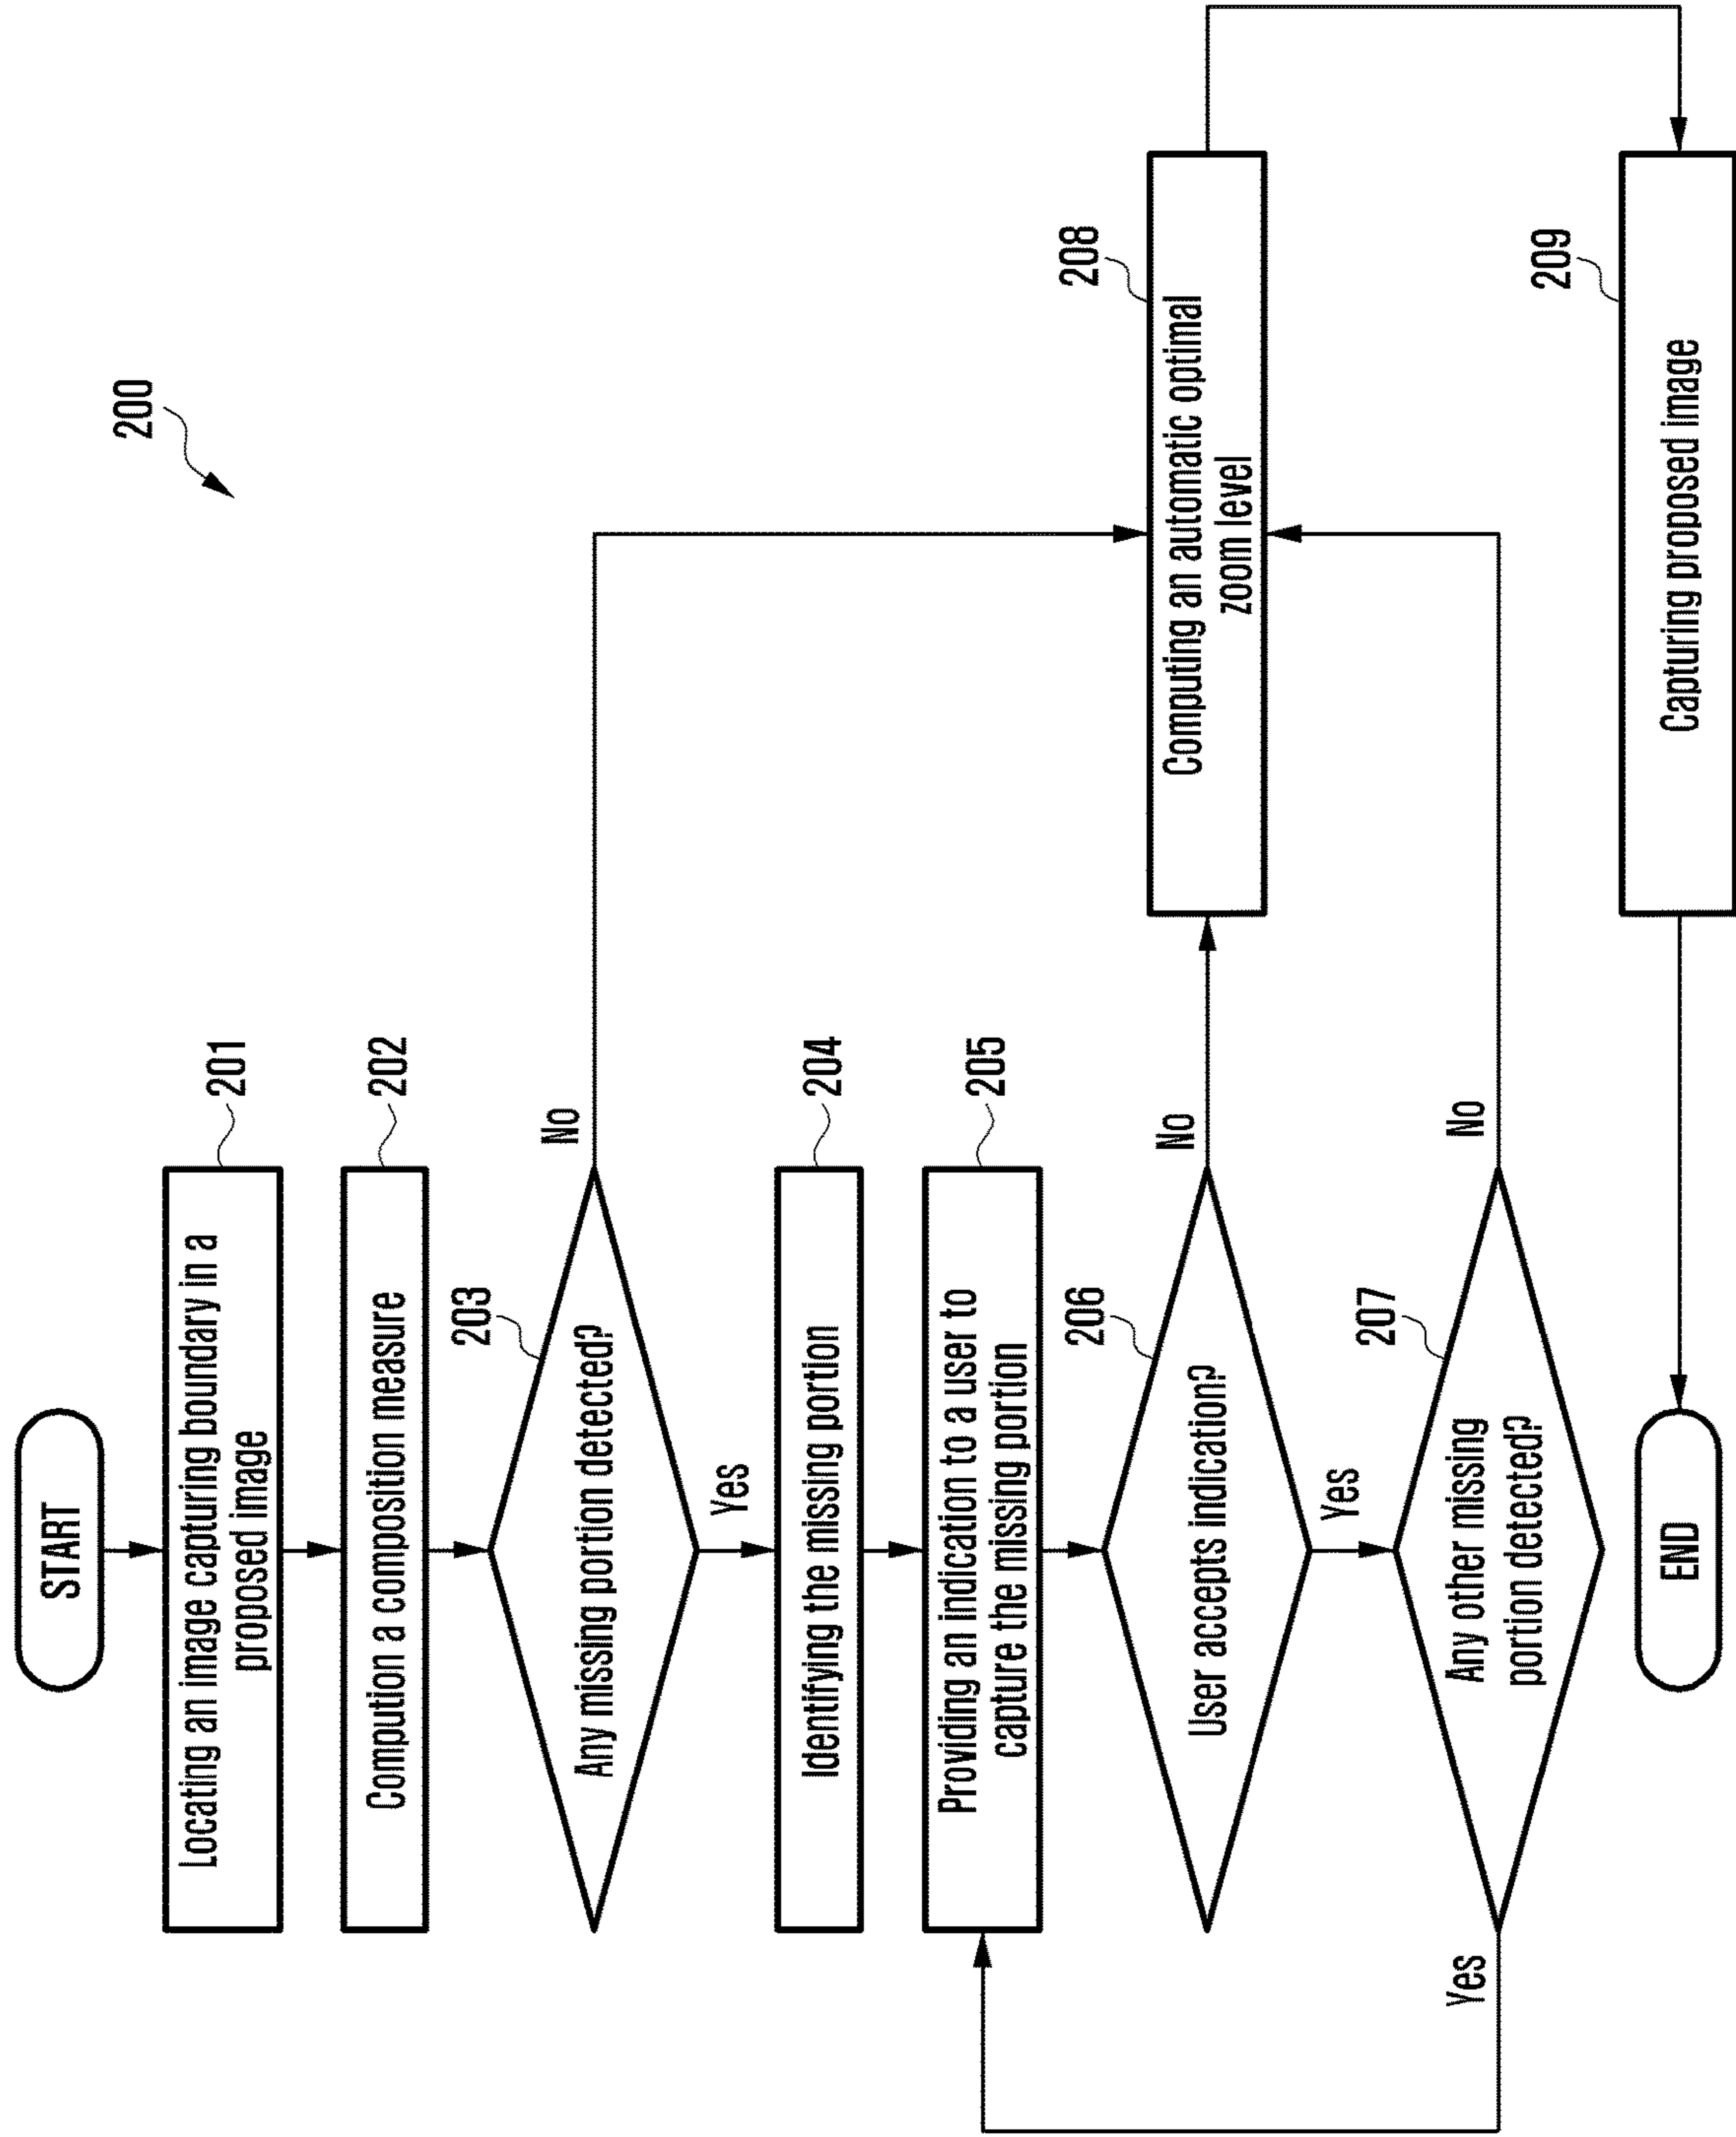 200
START
Locating an image capturing boundary in a
proposed image
201
Compution a composition measure
202
Any missing portion detected?
203
No
Yes
Identifying the missing portion
204
Providing an indication to a user to
capture the missing portion
205
User accepts indication?
206
No
Yes
Any other missing
portion detected?
207
No
Yes
Computing an automatic optimal
zoom level
208
Capturing proposed image
209
END